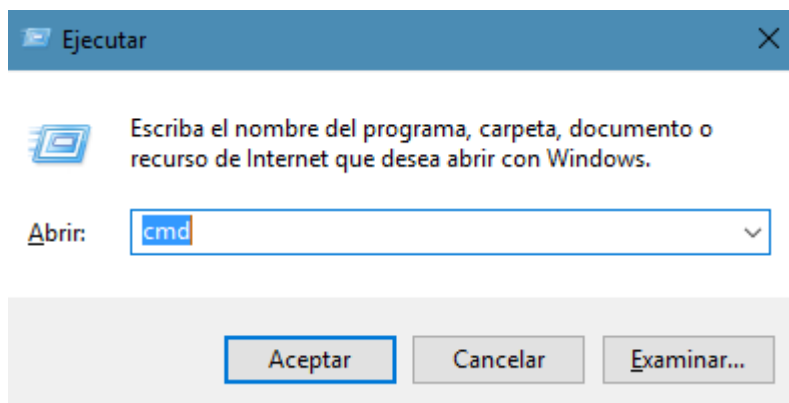 Ejecutar
Escriba el nombre del programa, carpeta, documento o
recurso de Internet que desea abrir con Windows.
Abrir: cmd
Aceptar Cancelar Examinar...